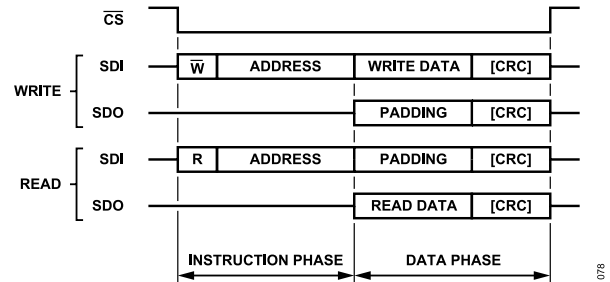 CS
SDI W ADDRESS WRITE DATA [CRC]
WRITE
SDO PADDING [CRC]
SDI R ADDRESS PADDING [CRC]
READ
SDO READ DATA [CRC]
INSTRUCTION PHASE DATA PHASE
078